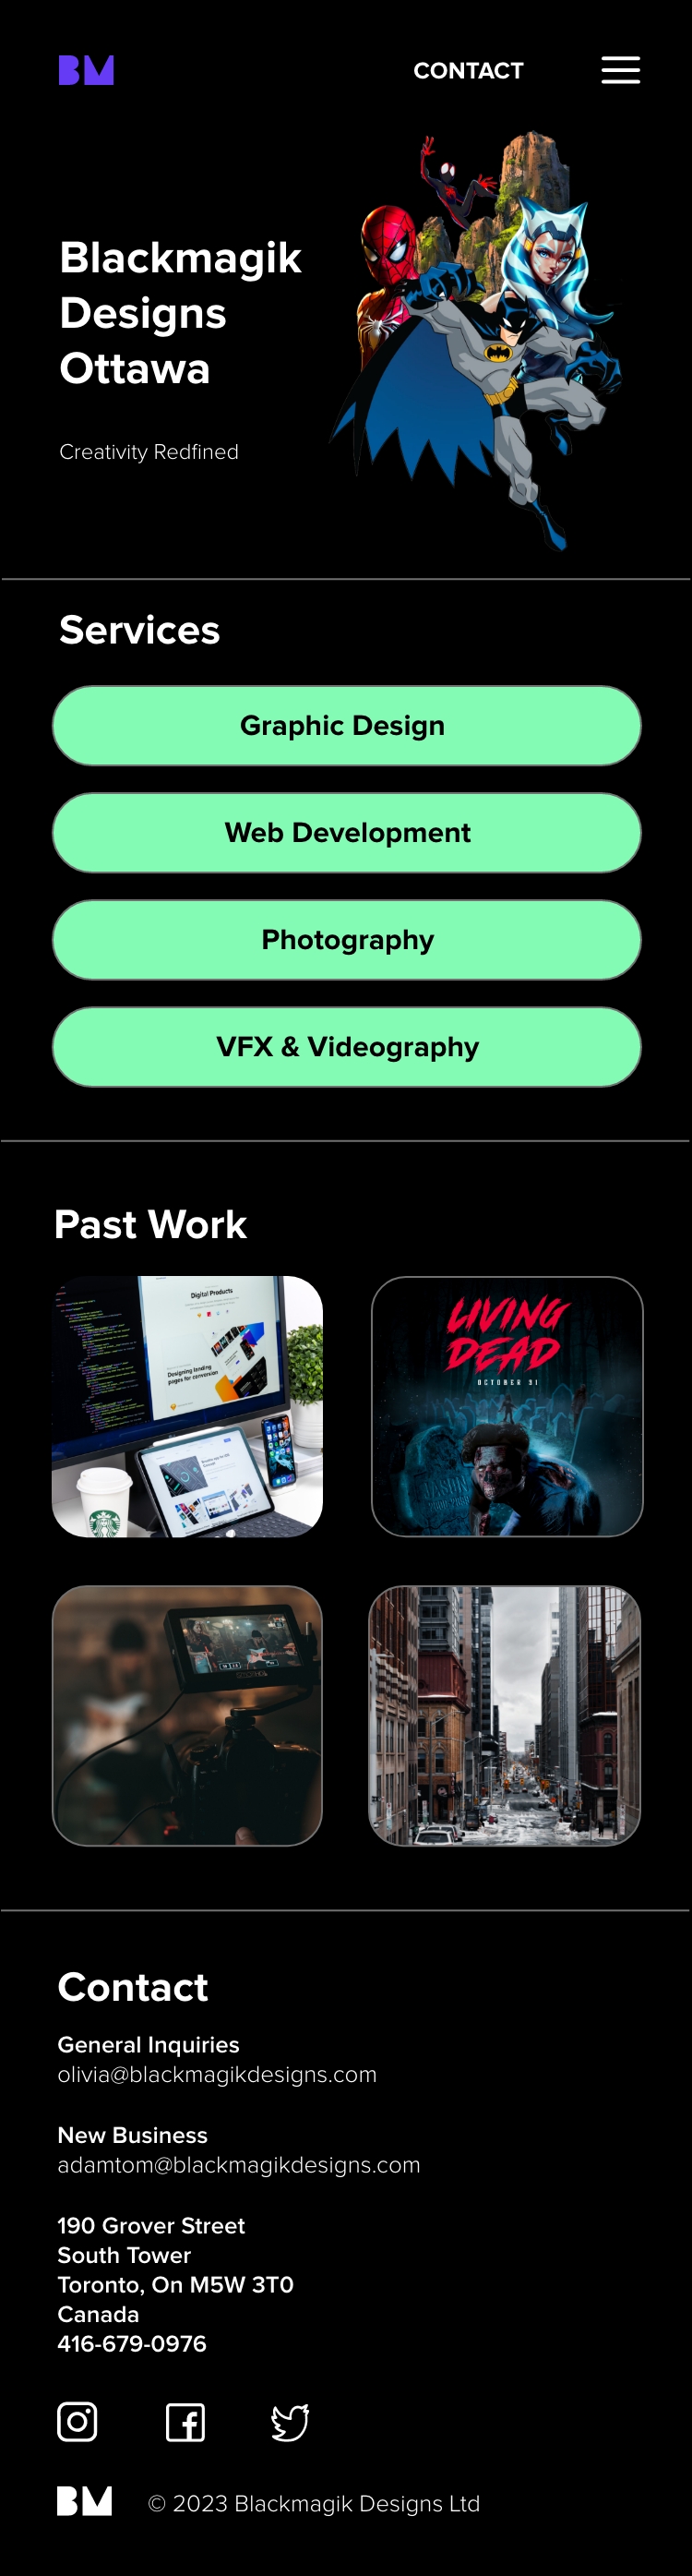 BM
CONTACT
Blackmagik
Designs
Ottawa
Creativity Redfined
Services
Graphic Design
Web Development
Photography
VFX & Videography
Past Work
Digital Products
Designing landing
pages for conversion
LIVING
DEAD
OCTOBER 31
Contact
General Inquiries
olivia@blackmagikdesigns.com
New Business
adamtom@blackmagikdesigns.com
190 Grover Street
South Tower
Toronto, On M5W 3T0
Canada
416-679-0976
BM
© 2023 Blackmagik Designs Ltd